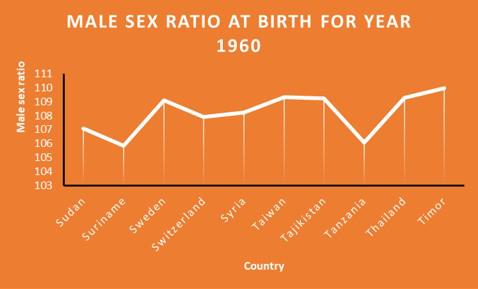 MALE SEX RATIO AT BIRTH FOR YEAR
1960
Male sex ratio
111
110
109
108
107
106
105
104
103
Sudan
Suriname
Sweden
Switzerland
Syria
Taiwan
Tajikistan
Tanzania
Thailand
Timor
Country